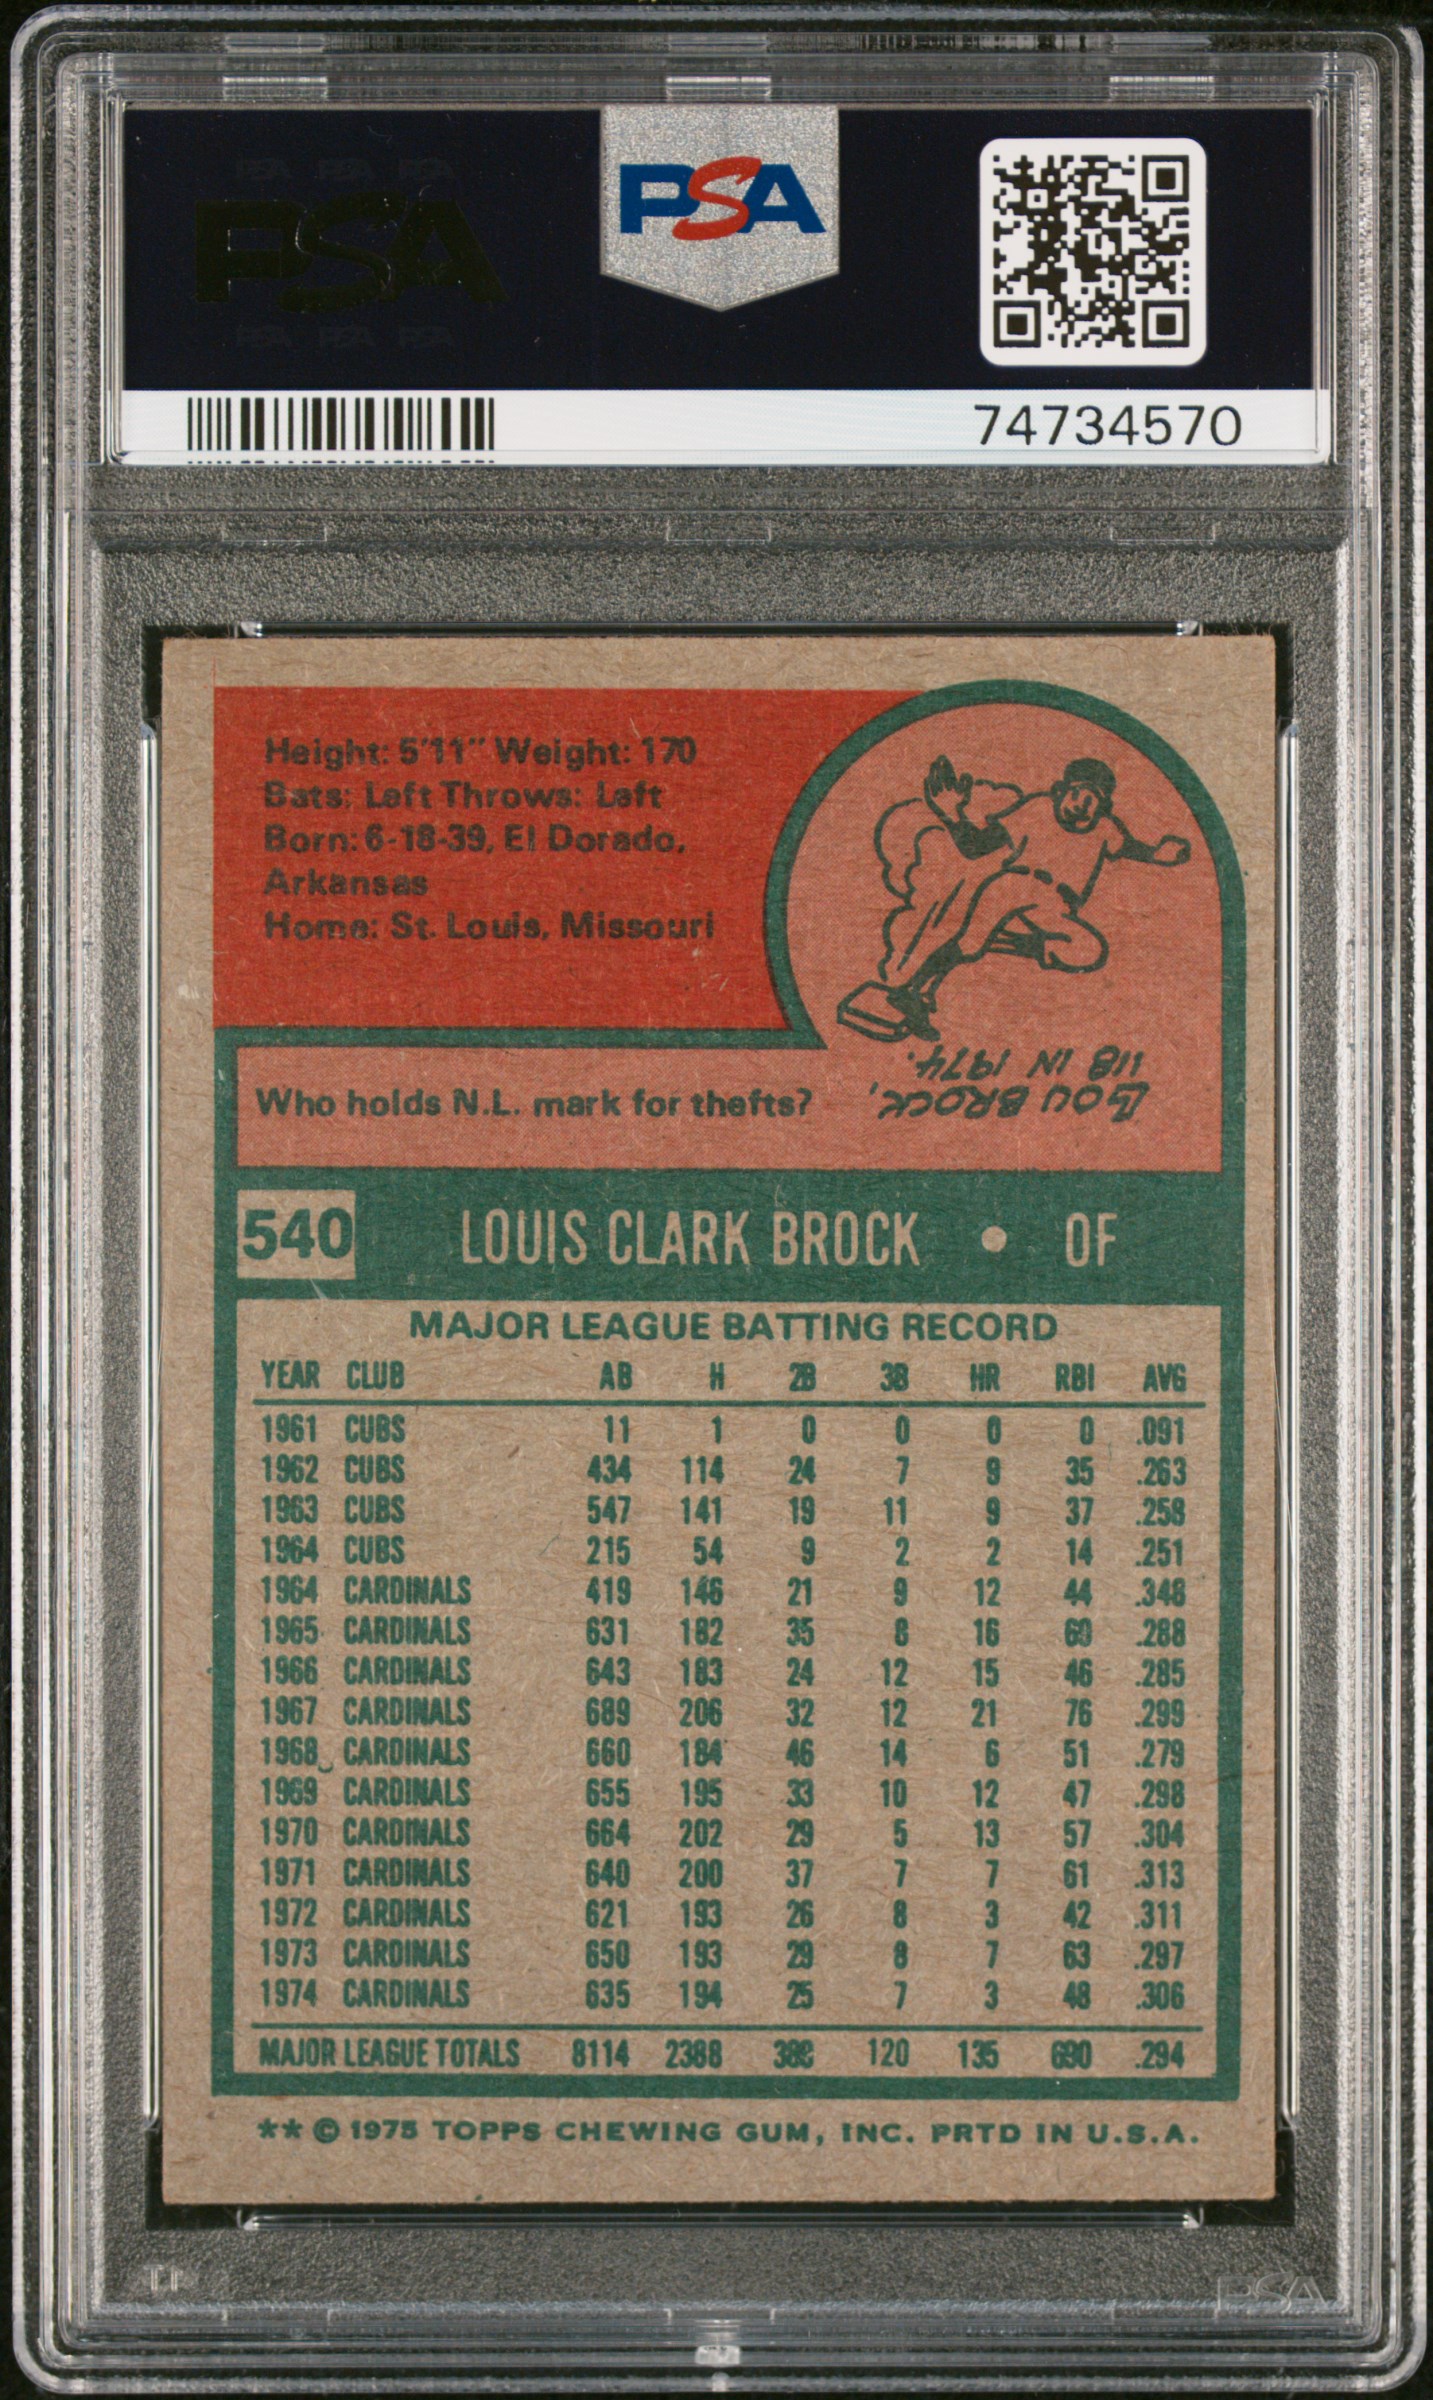 PSA
PSA PSA PSA
PSA
PSA PSA PSA
74734570
Height: 5'11" Weight: 170
Bats: Left Throws: Left
Born: 6-18-39, El Dorado,
Arkansas
Home: St. Louis, Missouri
Who holds N.L. mark for thefts?
LOU BROCK,
118 IN 1974.
540 LOUIS CLARK BROCK • OF
MAJOR LEAGUE BATTING RECORD
YEAR CLUB AB H 2B 3B HR RBI AVG
1961 CUBS 11 1 0 0 0 0 .091
1962 CUBS 434 114 24 7 9 35 .263
1963 CUBS 547 141 19 11 9 37 .258
1964 CUBS 215 54 9 2 2 14 .251
1964 CARDINALS 419 146 21 9 12 44 .348
1965 CARDINALS 631 182 35 8 16 69 .288
1966 CARDINALS 643 183 24 12 15 46 .285
1967 CARDINALS 689 206 32 12 21 76 .299
1968 CARDINALS 660 184 46 14 6 51 .279
1969 CARDINALS 655 195 33 10 12 47 .298
1970 CARDINALS 664 202 29 5 13 57 .304
1971 CARDINALS 640 200 37 7 7 61 .313
1972 CARDINALS 621 193 26 8 3 42 .311
1973 CARDINALS 650 193 29 8 7 63 .297
1974 CARDINALS 635 194 25 7 3 48 .306
MAJOR LEAGUE TOTALS 8114 2388 120 135 690 .294
** © 1975 TOPPS CHEWING GUM, INC. PRTD IN U.S.A.
PSA